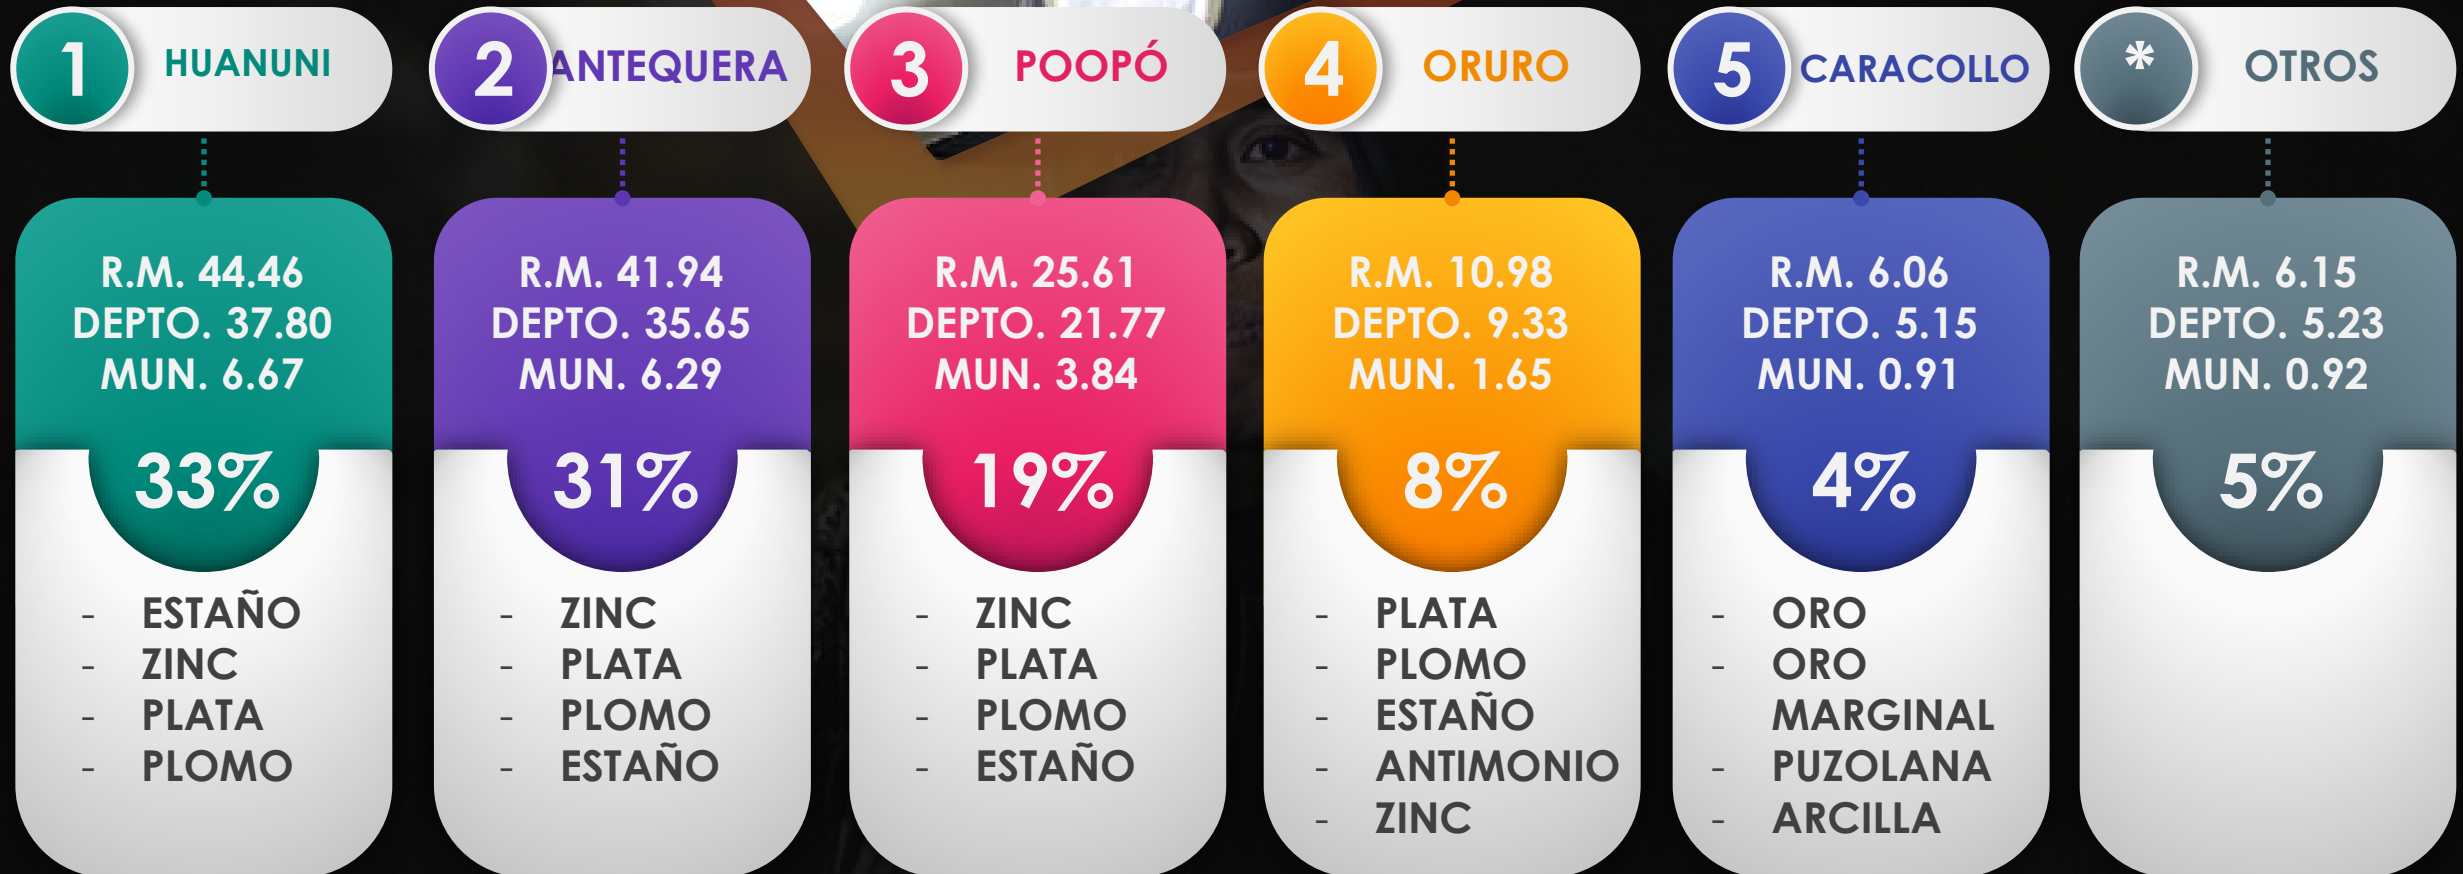 1 HUANUNI
R.M. 44.46
DEPTO. 37.80
MUN. 6.67
33%
- ESTAÑO
- ZINC
- PLATA
- PLOMO
2 ANTEQUERA
R.M. 41.94
DEPTO. 35.65
MUN. 6.29
31%
- ZINC
- PLATA
- PLOMO
- ESTAÑO
3 POOPÓ
R.M. 25.61
DEPTO. 21.77
MUN. 3.84
19%
- ZINC
- PLATA
- PLOMO
- ESTAÑO
4 ORURO
R.M. 10.98
DEPTO. 9.33
MUN. 1.65
8%
- PLATA
- PLOMO
- ESTAÑO
- ANTIMONIO
- ZINC
5 CARACOLLO
R.M. 6.06
DEPTO. 5.15
MUN. 0.91
4%
- ORO
- ORO
MARGINAL
- PUZOLANA
- ARCILLA
* OTROS
R.M. 6.15
DEPTO. 5.23
MUN. 0.92
5%